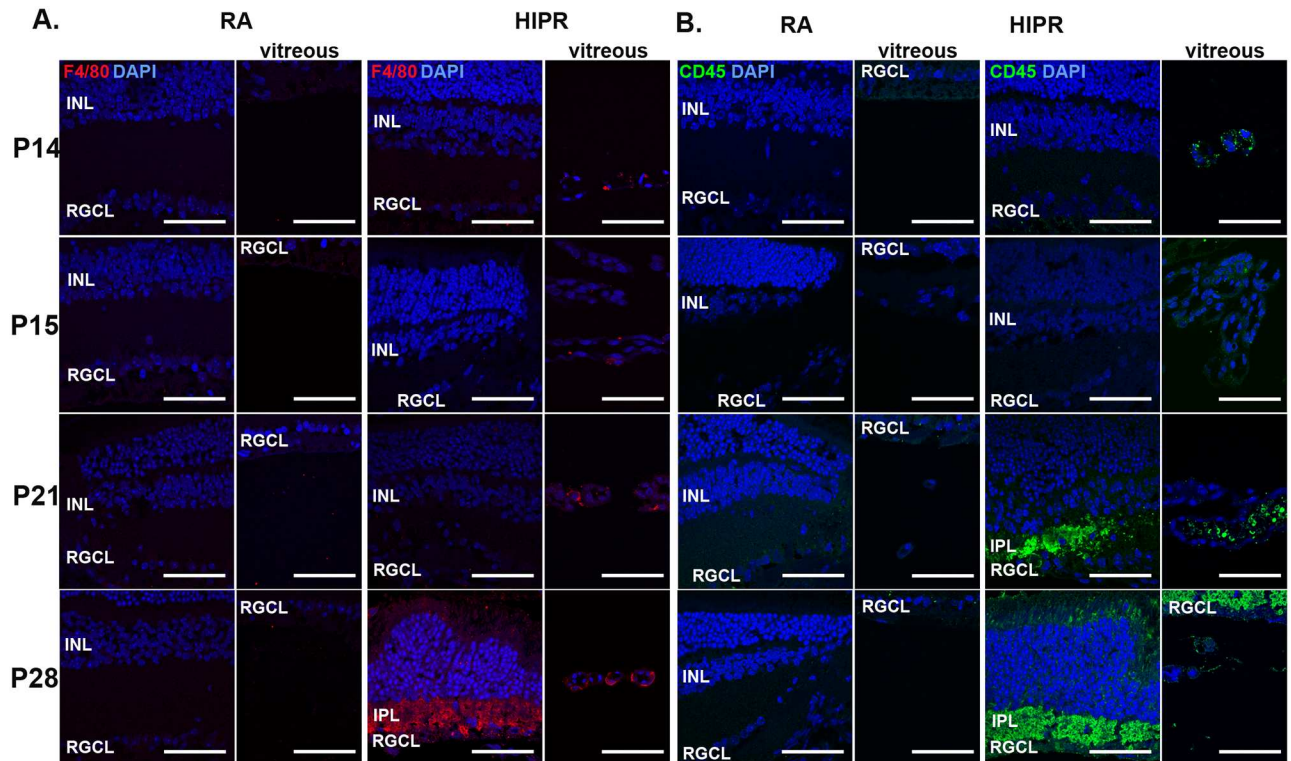 A. RA HIPR B. RA HIPR
vitreous vitreous vitreous vitreous
F4/80 DAPI F4/80 DAPI CD45 DAPI RGCL CD45 DAPI
INL INL INL INL
P14
RGCL RGCL RGCL RGCL
RGCL RGCL
INL INL INL INL
P15
RGCL RGCL RGCL RGCL
RGCL RGCL
INL INL INL IPL
P21
RGCL RGCL RGCL RGCL
RGCL RGCL RGCL
INL IPL INL IPL
P28
RGCL RGCL RGCL RGCL